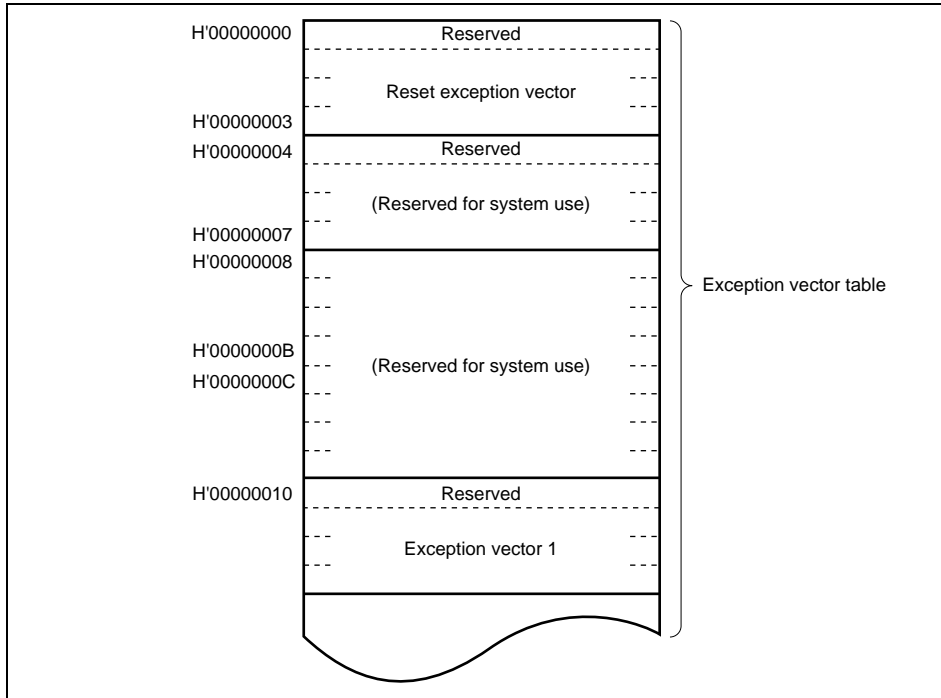 H'00000000 Reserved
Reset exception vector
H'00000003
H'00000004 Reserved
(Reserved for system use)
H'00000007
H'00000008
Exception vector table
H'0000000B
(Reserved for system use)
H'0000000C
H'00000010 Reserved
Exception vector 1